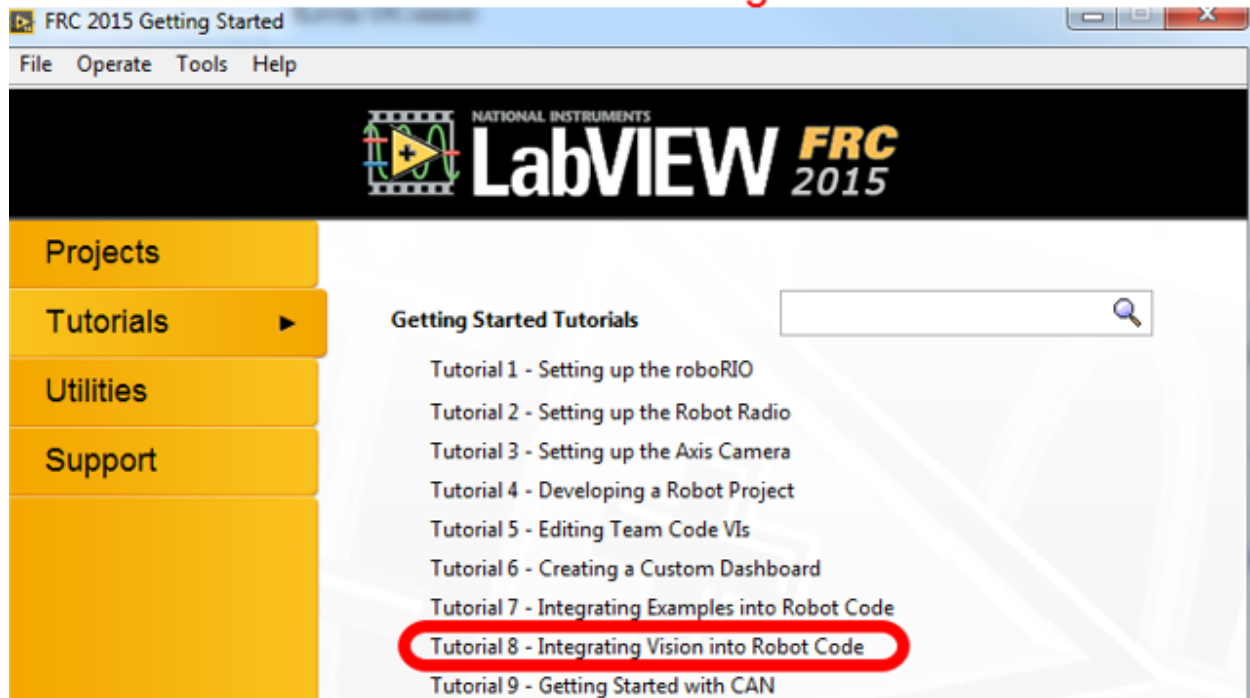 FRC 2015 Getting Started
File Operate Tools Help
NATIONAL INSTRUMENTS
LabVIEW FRC
2015
Projects
Tutorials
Utilities
Support
Getting Started Tutorials
Tutorial 1 - Setting up the roboRIO
Tutorial 2 - Setting up the Robot Radio
Tutorial 3 - Setting up the Axis Camera
Tutorial 4 - Developing a Robot Project
Tutorial 5 - Editing Team Code VIs
Tutorial 6 - Creating a Custom Dashboard
Tutorial 7 - Integrating Examples into Robot Code
Tutorial 8 - Integrating Vision into Robot Code
Tutorial 9 - Getting Started with CAN